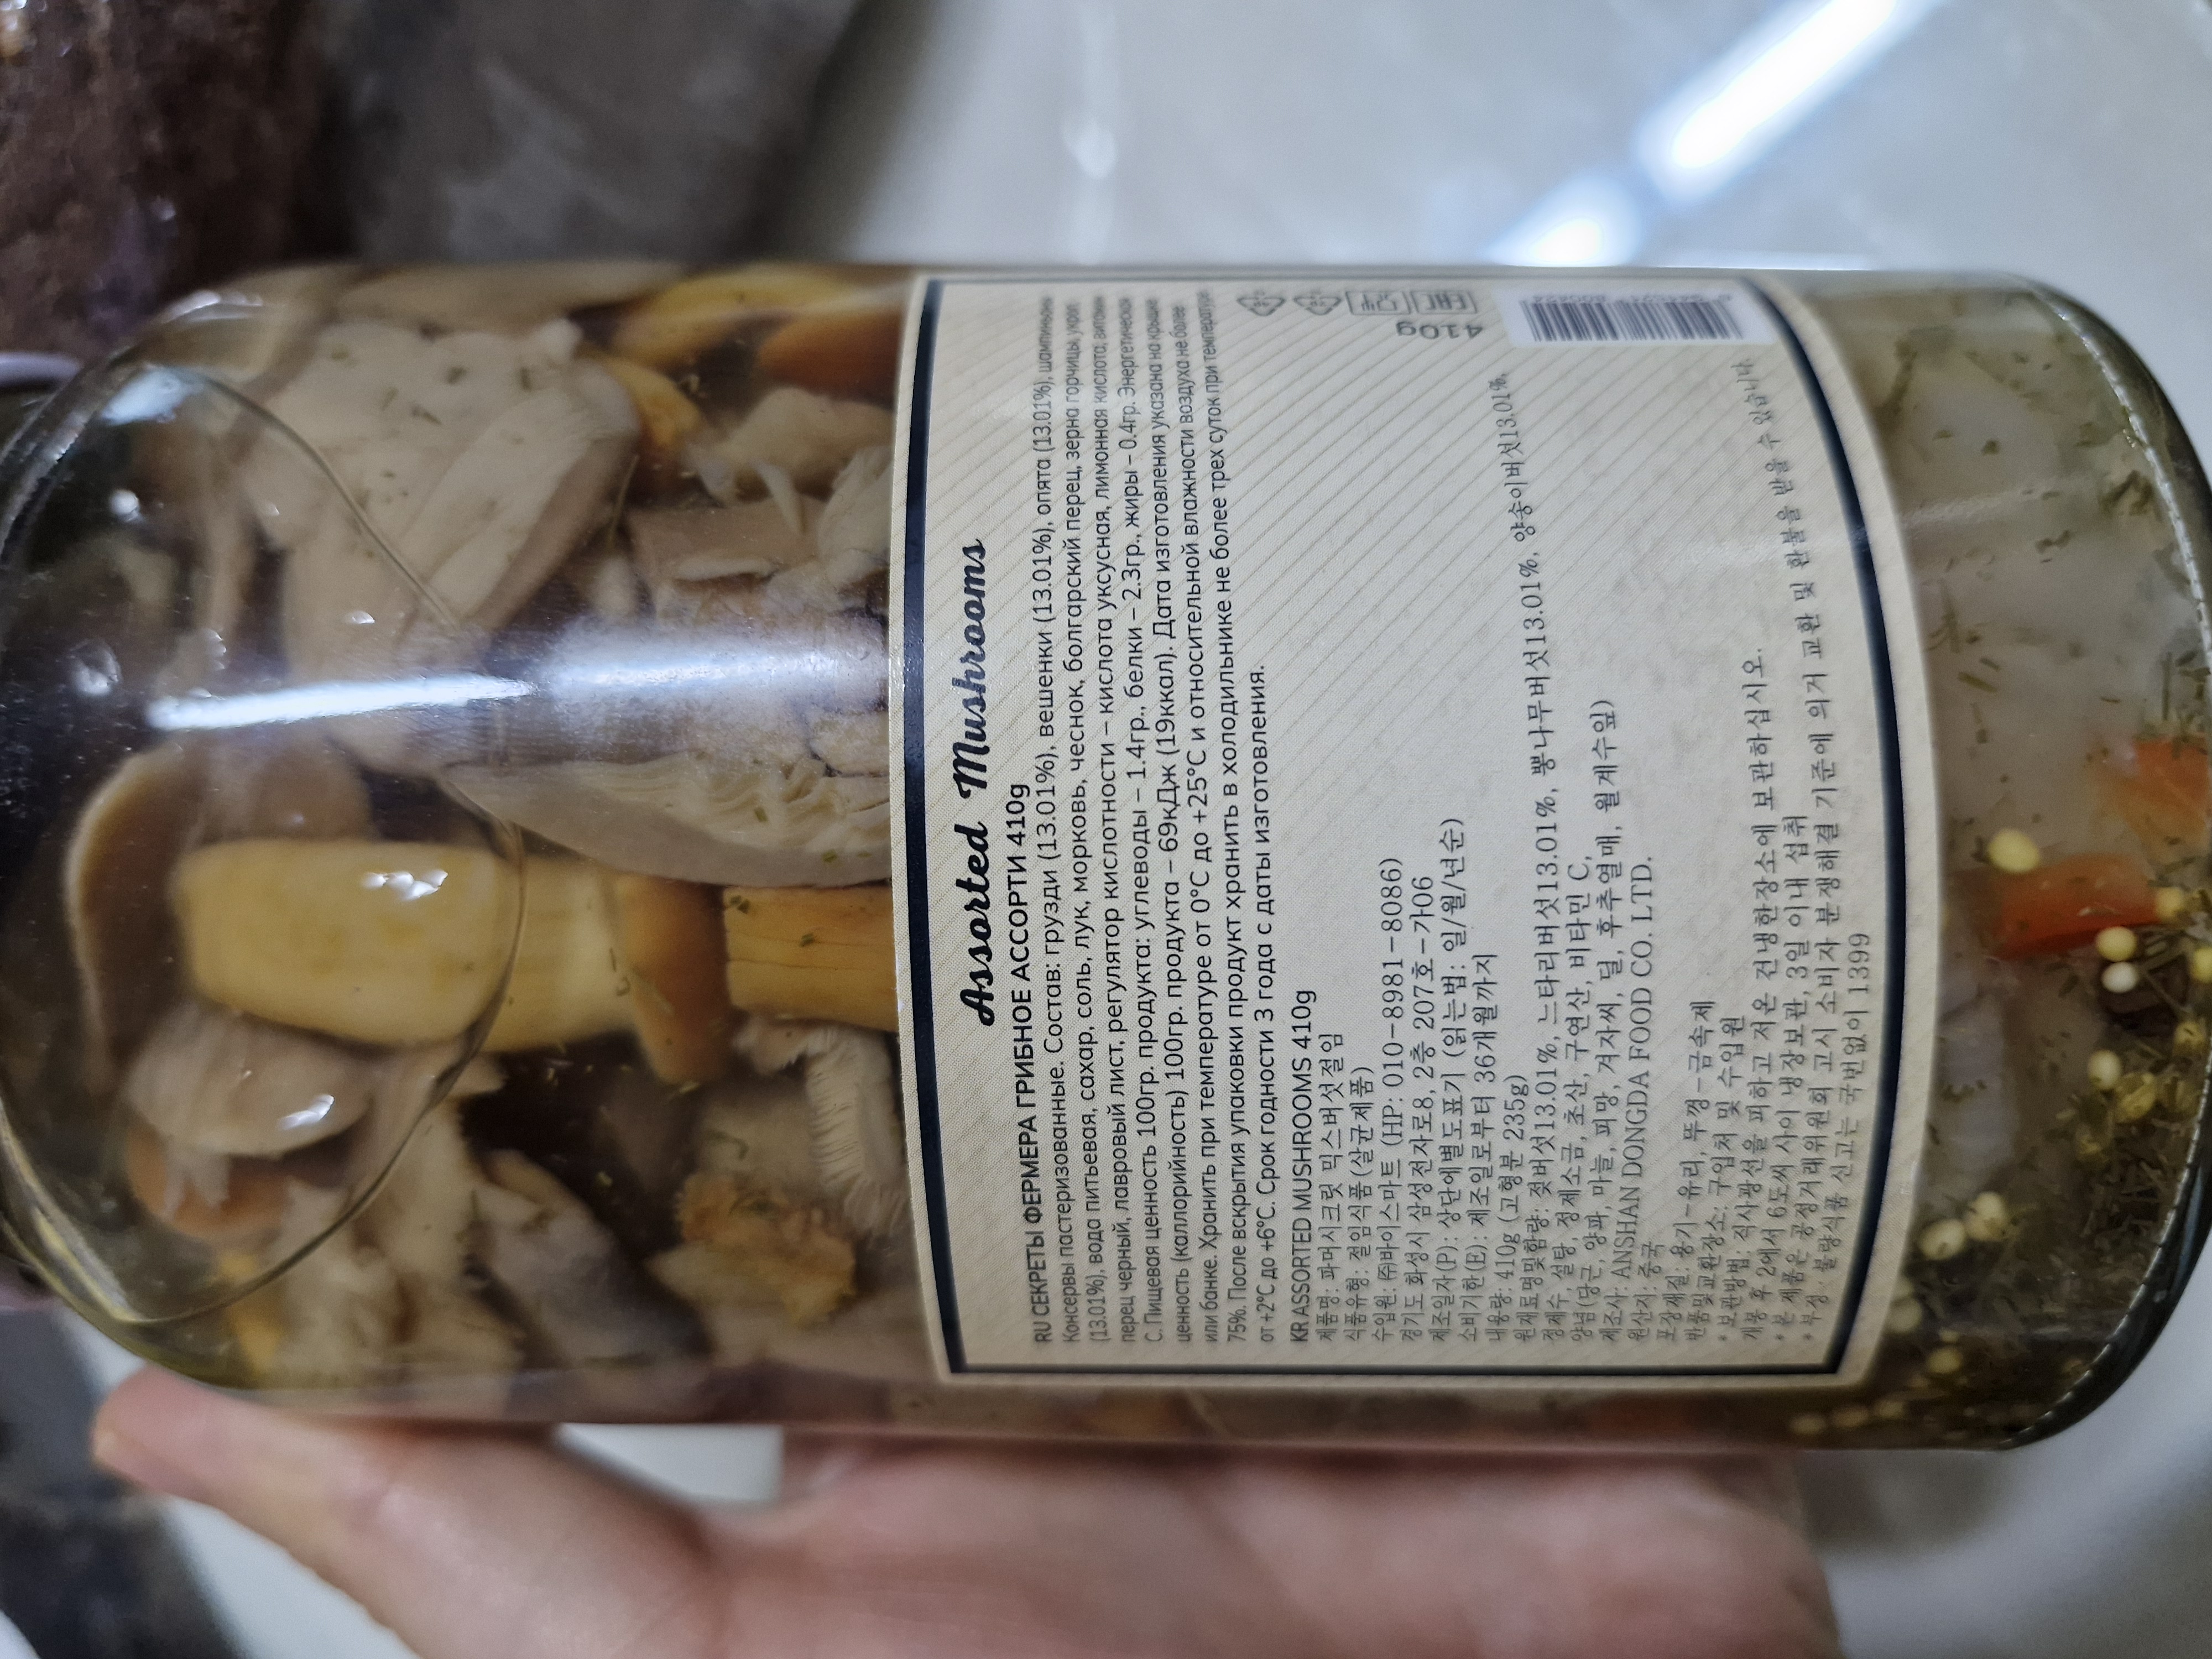 Assorted Mushrooms
RU СЕКРЕТЫ ФЕРМЕРА ГРИБНОЕ АССОРТИ 410g
Консервы пастеризованные. Состав: грузди (13.01%), вешенки (13.01%), опята (13.01%), шампиньоны
(13.01%), вода питьевая, сахар, соль, лук, морковь, чеснок, болгарский перец, зерна горчицы, укроп,
перец черный, лавровый лист, регулятор кислотности – кислота уксусная, лимонная кислота, витамин
С. Пищевая ценность 100гр. продукта: углеводы – 1.4гр., белки – 2.3гр., жиры – 0.4гр. Энергетическая
ценность (каллорийность) 100гр. продукта – 69кДж (19ккал). Дата изготовления указана на крышке
или банке. Хранить при температуре от 0°С до +25°С и относительной влажности воздуха не более
75%. После вскрытия упаковки продукт хранить в холодильнике не более трех суток при температуре
от +2°С до +6°С. Срок годности 3 года с даты изготовления.
KR ASSORTED MUSHROOMS 410g
제품명: 파머시크릿 믹스버섯절임
식품유형: 절임식품 (살균제품)
수입원: ㈜바이스마트 (HP: 010-8981-8086)
경기도 화성시 삼성전자로8, 2층 207호-가06
제조일자(P): 상단에별도표기 (읽는법: 일/월/년순)
소비기한(E): 제조일로부터 36개월까지
내용량: 410g (고형분 235g)
원재료명및함량: 젖버섯13.01%, 느타리버섯13.01%, 뽕나무버섯13.01%, 양송이버섯13.01%,
정제수, 설탕, 정제소금, 초산, 구연산, 비타민 C,
양념(당근, 양파, 마늘, 피망, 겨자씨, 딜, 후추열매, 월계수잎)
제조사: ANSHAN DONGDA FOOD CO. LTD.
원산지: 중국
포장재질: 용기-유리, 뚜껑-금속제
반품및교환장소: 구입처 및 수입원
* 보관방법: 직사광선을 피하고 저온 건냉한장소에 보관하십시오.
개봉 후 2에서 6도씨 사이 냉장보관, 3일 이내 섭취
* 본 제품은 공정거래위원회 고시 소비자 분쟁해결 기준에 의거 교환 및 환불을 받을 수 있습니다.
* 부정·불량식품 신고는 국번없이 1399
410g
EAC